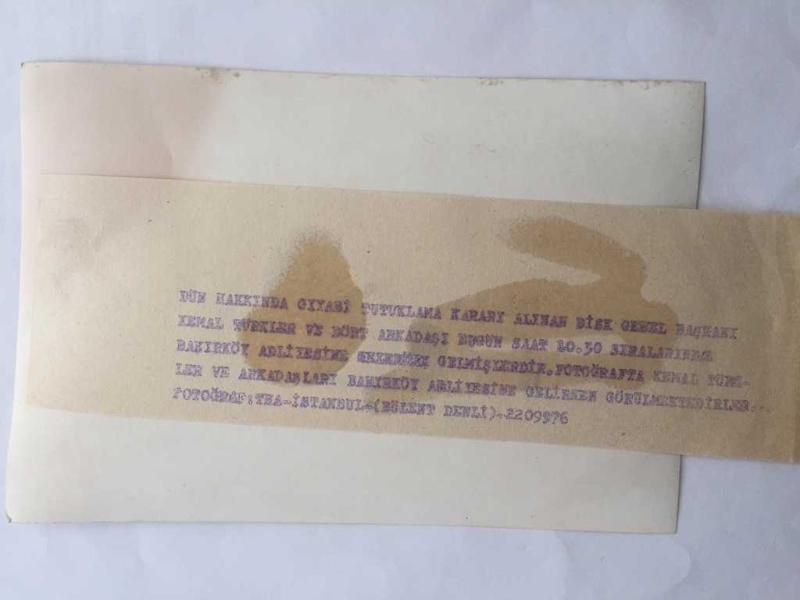 DÜN HAKKINDA GIYABİ TUTUKLAMA KARARI ALINAN DİSK GENEL BAŞKANI
KEMAL TÜRKLER VE DÖRT ARKADAŞI BUGÜN SAAT 10.30 SIRALARINDA
BAKIRKÖY ADLİYESİNE GELMİŞLERDİR.FOTOĞRAFTA KEMAL TÜRK-
LER VE ARKADAŞLARI BAKIRKÖY ADLİYESİNE GELİRKEN GÖRÜLMEKTEDİRLER...
FOTOĞRAF:THA-İSTANBUL-(BÜLENT DENLİ)-2209976